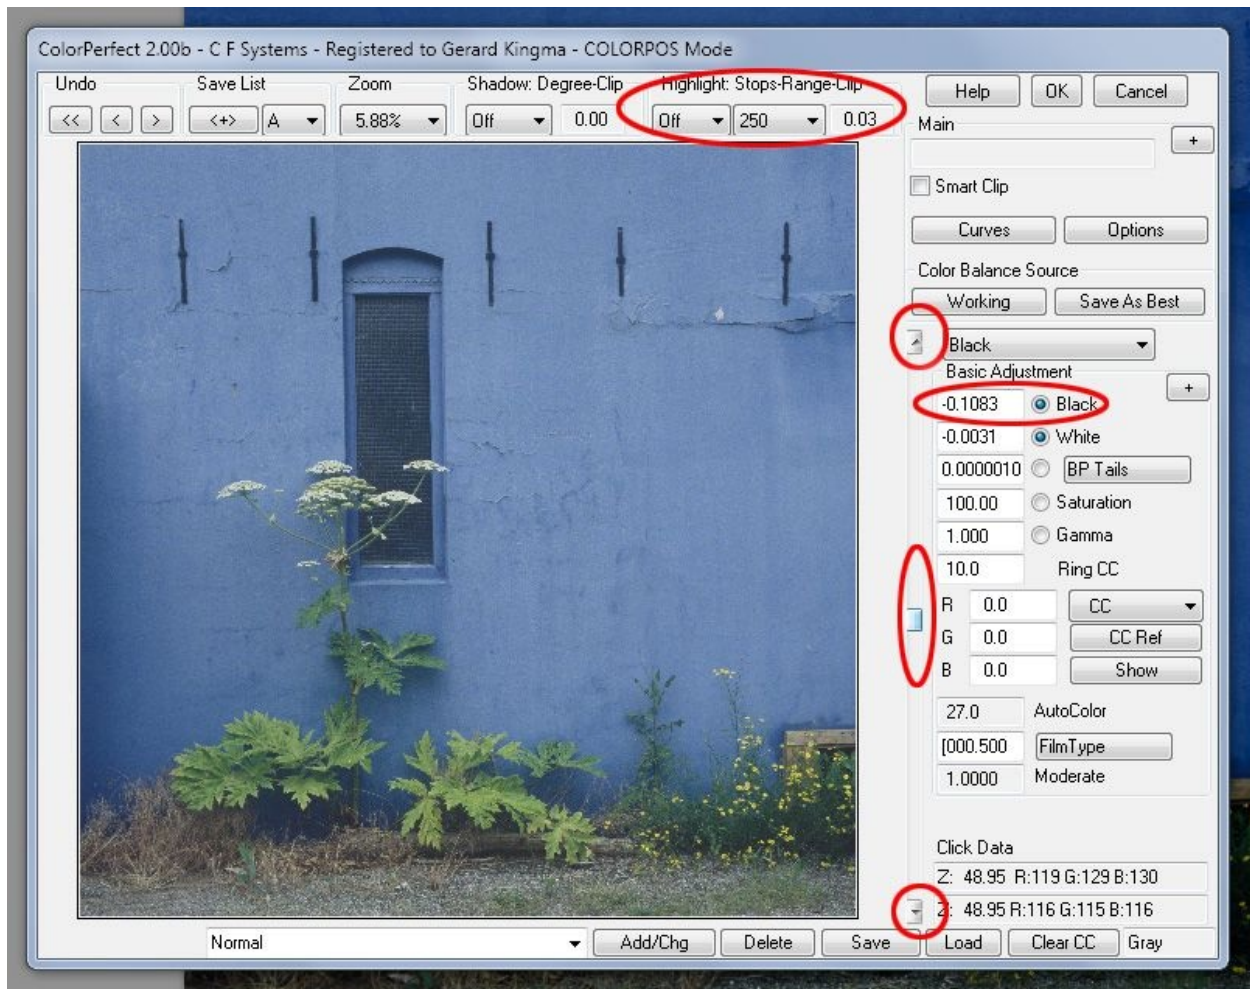 ColorPerfect 2.00b - C F Systems - Registered to Gerard Kingma - COLORPOS Mode
Undo Save List Zoom Shadow: Degree-Clip Highlight: Stops-Range-Clip
<< < > <+> A 5.88% Off 0.00 Off 250 0.03
Help OK Cancel
Main
+
Smart Clip
Curves Options
Color Balance Source
Working Save As Best
Black
Basic Adjustment
+
-0.1083 Black
-0.0031 White
0.0000010 BP Tails
100.00 Saturation
1.000 Gamma
10.0 Ring CC
R 0.0 CC
G 0.0 CC Ref
B 0.0 Show
27.0 AutoColor
[000.500 FilmType
1.0000 Moderate
Click Data
Z: 48.95 R:119 G:129 B:130
Z: 48.95 R:116 G:115 B:116
Normal Add/Chg Delete Save Load Clear CC Gray